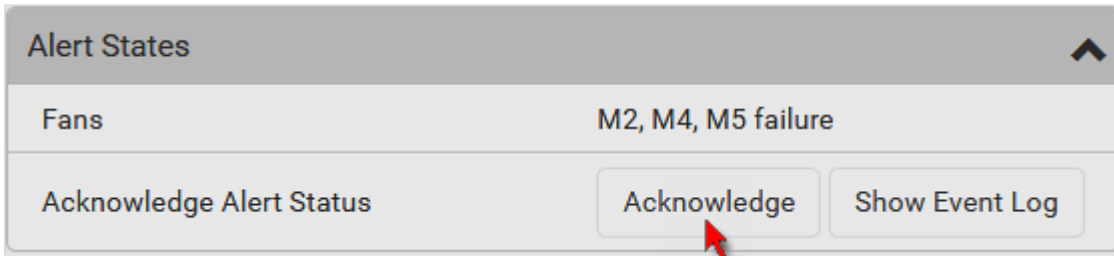 Alert States
Fans M2, M4, M5 failure
Acknowledge Alert Status Acknowledge Show Event Log